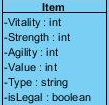 Item
-Vitality : int
-Strength : int
-Agility : int
-Value : int
-Type : string
-isLegal : boolean